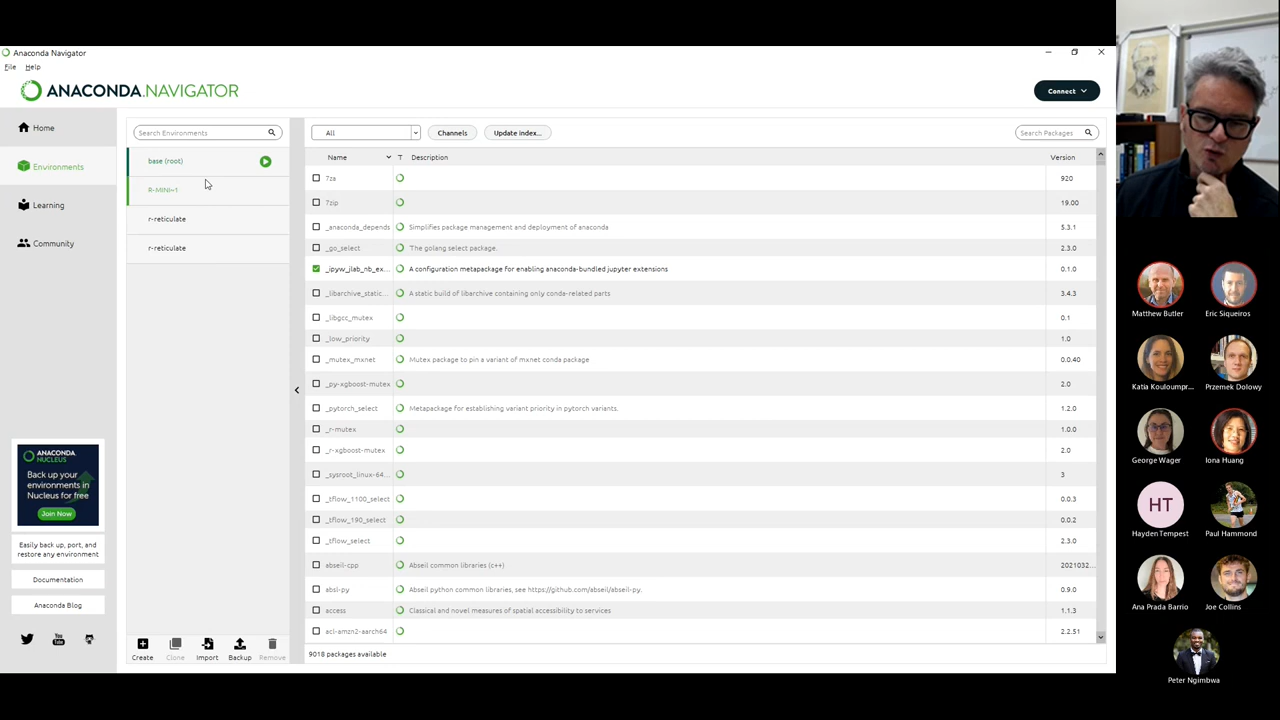 Anaconda Navigator
File Help
ANACONDA.NAVIGATOR
Connect
Home
Environments
Learning
Community
ANACONDA
NUCLEUS
Back up your
environments in
Nucleus for free
Join Now
Easily back up, port, and
restore any environment
Documentation
Anaconda Blog
You
Tube
Search Environments
base (root)
R-MINI~1
r-reticulate
r-reticulate
Create Clone Import Backup Remove
All Channels Update index... Search Packages
Name T Description Version
7za 920
7zip 19.00
_anaconda_depends Simplifies package management and deployment of anaconda 5.3.1
_go_select The golang select package. 2.3.0
_ipyw_jlab_nb_ex... A configuration metapackage for enabling anaconda-bundled jupyter extensions 0.1.0
_libarchive_static... A static build of libarchive containing only conda-related parts 3.4.3
_libgcc_mutex 0.1
_low_priority 1.0
_mutex_mxnet Mutex package to pin a variant of mxnet conda package 0.0.40
_py-xgboost-mutex 2.0
_pytorch_select Metapackage for establishing variant priority in pytorch variants. 1.2.0
_r-mutex 1.0.0
_r-xgboost-mutex 2.0
_sysroot_linux-64... 3
_tflow_1100_select 0.0.3
_tflow_190_select 0.0.2
_tflow_select 2.3.0
abseil-cpp Abseil common libraries (c++) 2021032...
absl-py Abseil python common libraries, see https://github.com/abseil/abseil-py. 0.9.0
access Classical and novel measures of spatial accessibility to services 1.1.3
acl-amzn2-aarch64 2.2.51
9018 packages available
Matthew Butler Eric Siqueiros
Katia Kouloumpr... Przemek Dolowy
George Wager Iona Huang
HT
Hayden Tempest Paul Hammond
Ana Prada Barrio Joe Collins
Peter Ngimbwa